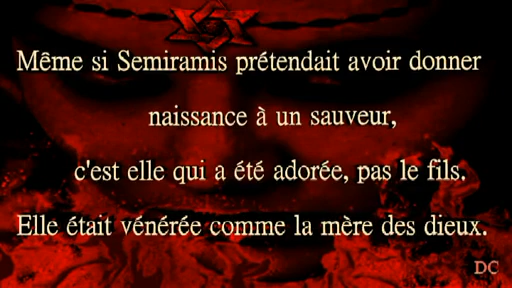 Même si Semiramis prétendait avoir donner
naissance à un sauveur,
c'est elle qui a été adorée, pas le fils.
Elle était vénérée comme la mère des dieux.
DC